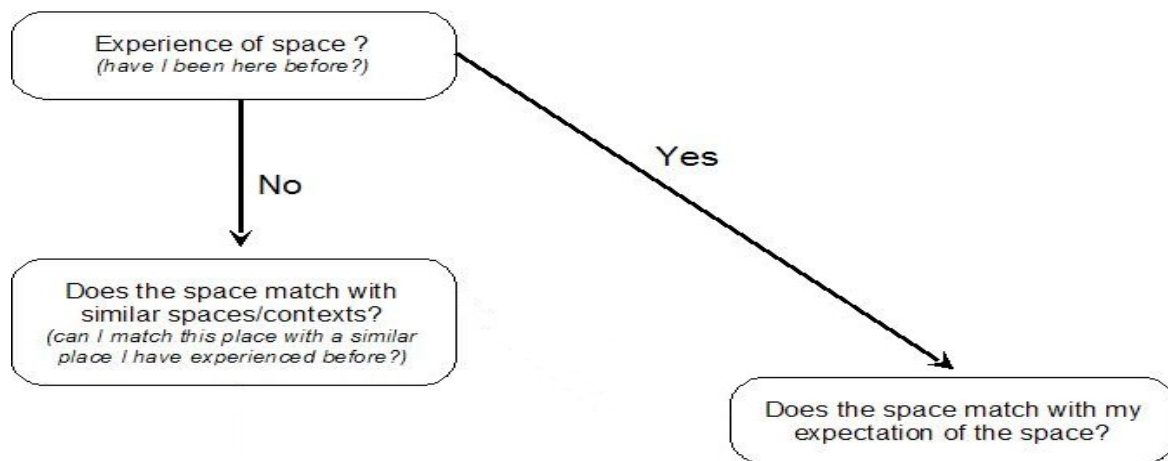 Experience of space ?
(have I been here before?)
Yes
No
Does the space match with
similar spaces/contexts?
(can I match this place with a similar
place I have experienced before?)
Does the space match with my
expectation of the space?